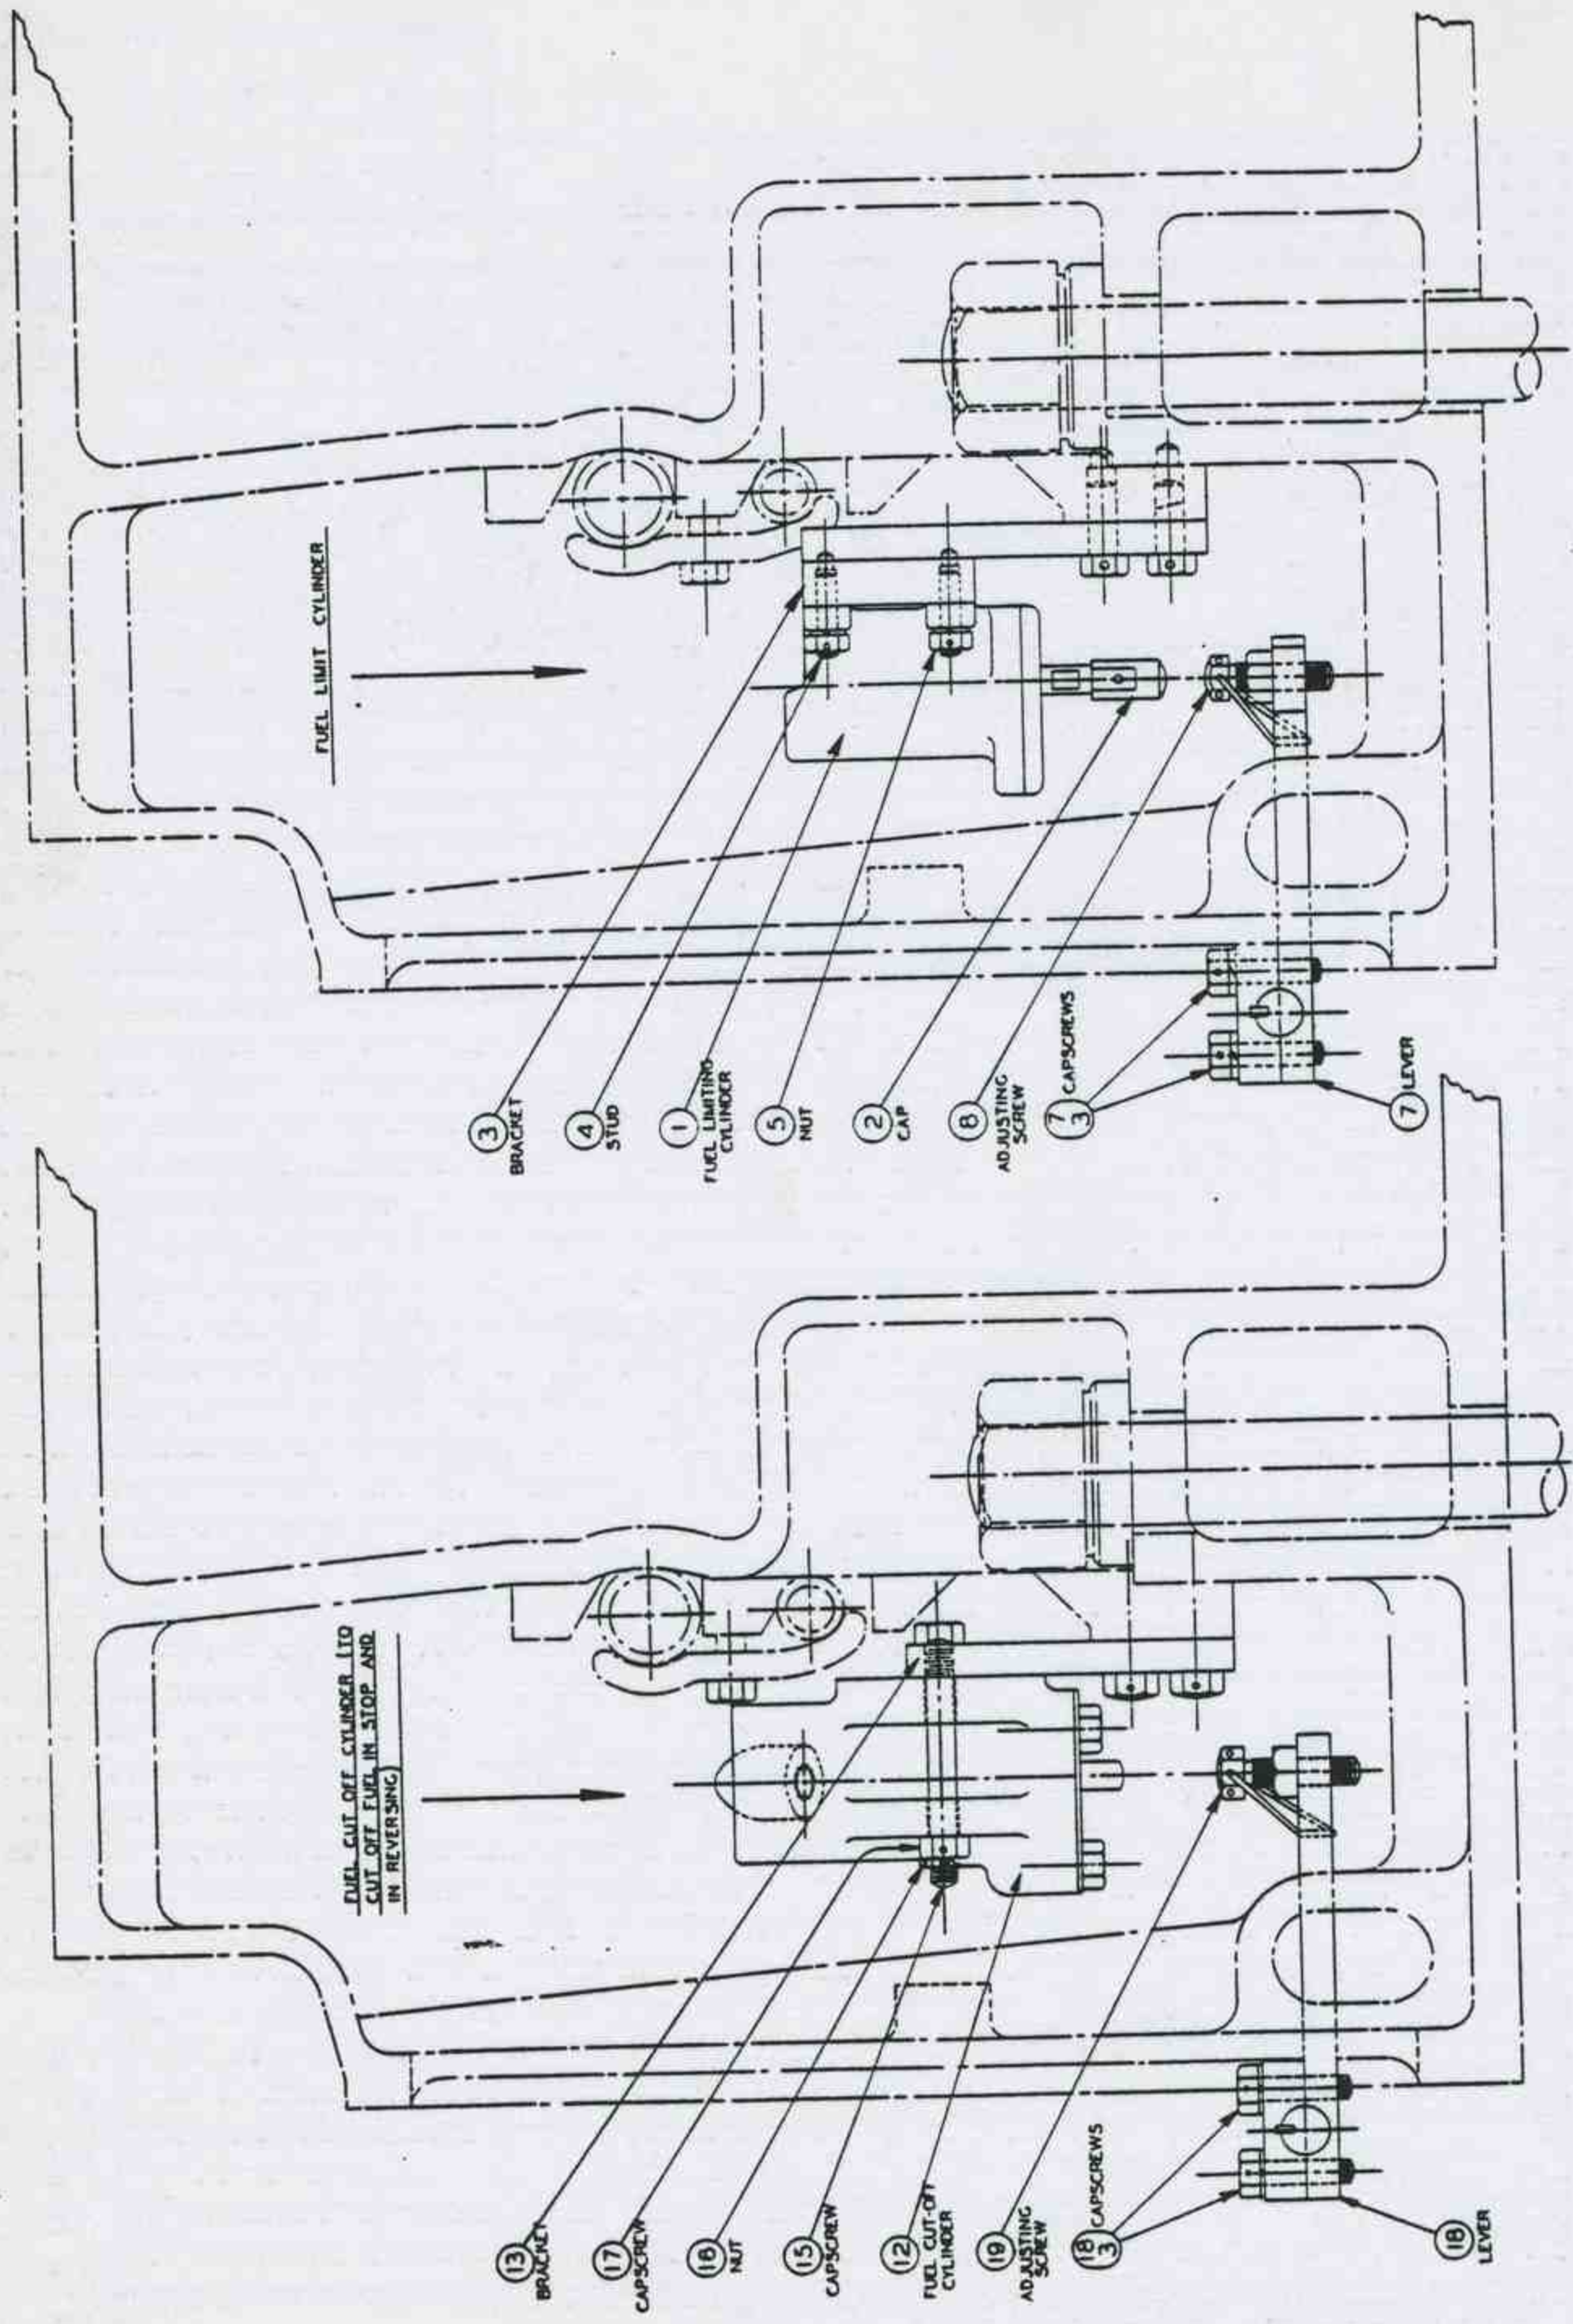 FUEL CUT OFF CYLINDER (TO
CUT OFF FUEL IN STOP AND
IN REVERSING)
13
BRACKET
17
CAPSCREW
16
NUT
15
CAPSCREW
12
FUEL CUT-OFF
CYLINDER
19
ADJUSTING
SCREW
18
3
CAPSCREWS
18
LEVER
FUEL LIMIT CYLINDER
3
BRACKET
4
STUD
1
FUEL LIMITING
CYLINDER
5
NUT
2
CAP
8
ADJUSTING
SCREW
7
3
CAPSCREWS
7 LEVER